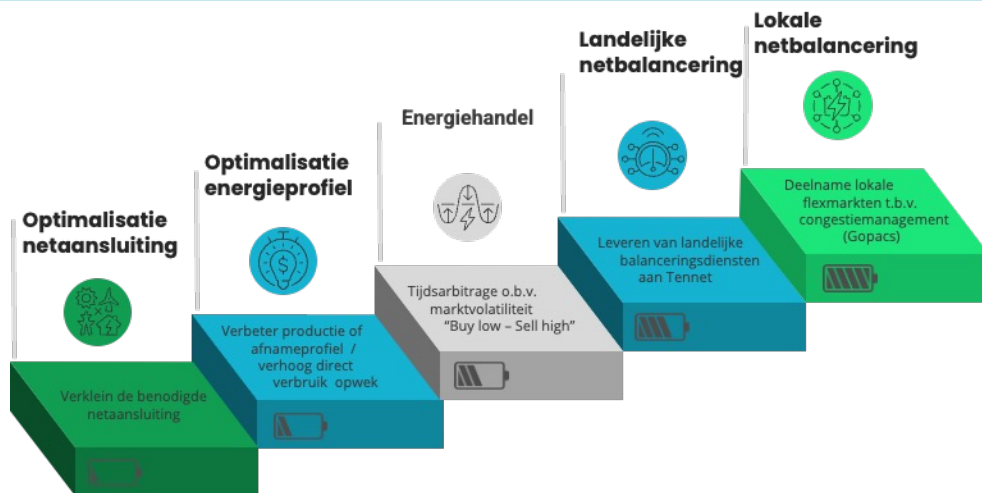 Optimalisatie
netaansluiting
Verklein de benodigde
netaansluiting
Optimalisatie
energieprofiel
$
Verbeter productie of
afnameprofiel /
verhoog direct
verbruik opwek
Energiehandel
Tijdsarbitrage o.b.v.
marktvolatiliteit
“Buy low – Sell high”
Landelijke
netbalancering
Leveren van landelijke
balanceringsdiensten
aan Tennet
Lokale
netbalancering
Deelname lokale
flexmarkten t.b.v.
congestiemanagement
(Gopacs)